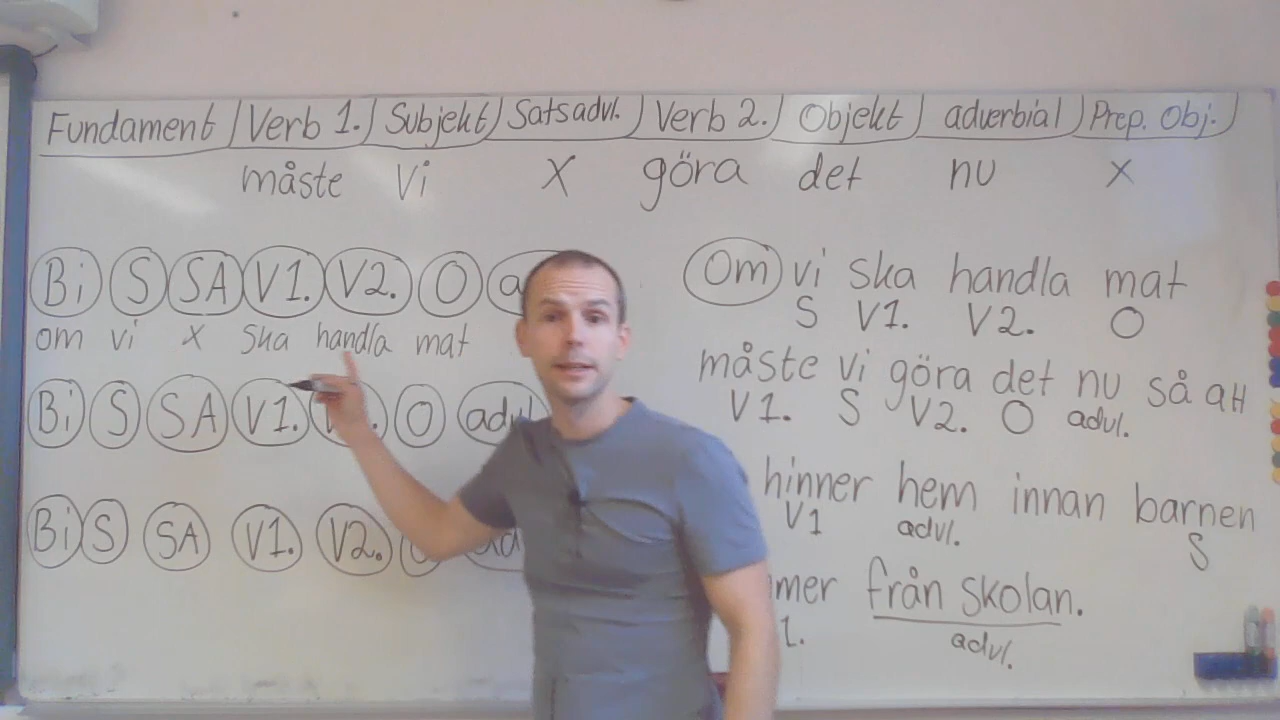 Fundament Verb 1. Subjekt Satsadvl. Verb 2. Objekt adverbial Prep. Obj.
måste vi X göra det nu X
Bi S SA V1. V2. O
om vi X ska handla mat
Bi S SA V1. O advl
Bi S SA V1. V2.
Om vi ska handla mat
S V1. V2. O
måste vi göra det nu så att
V1. S V2. O advl.
hinner hem innan barnen
V1 advl. S
från skolan.
advl.